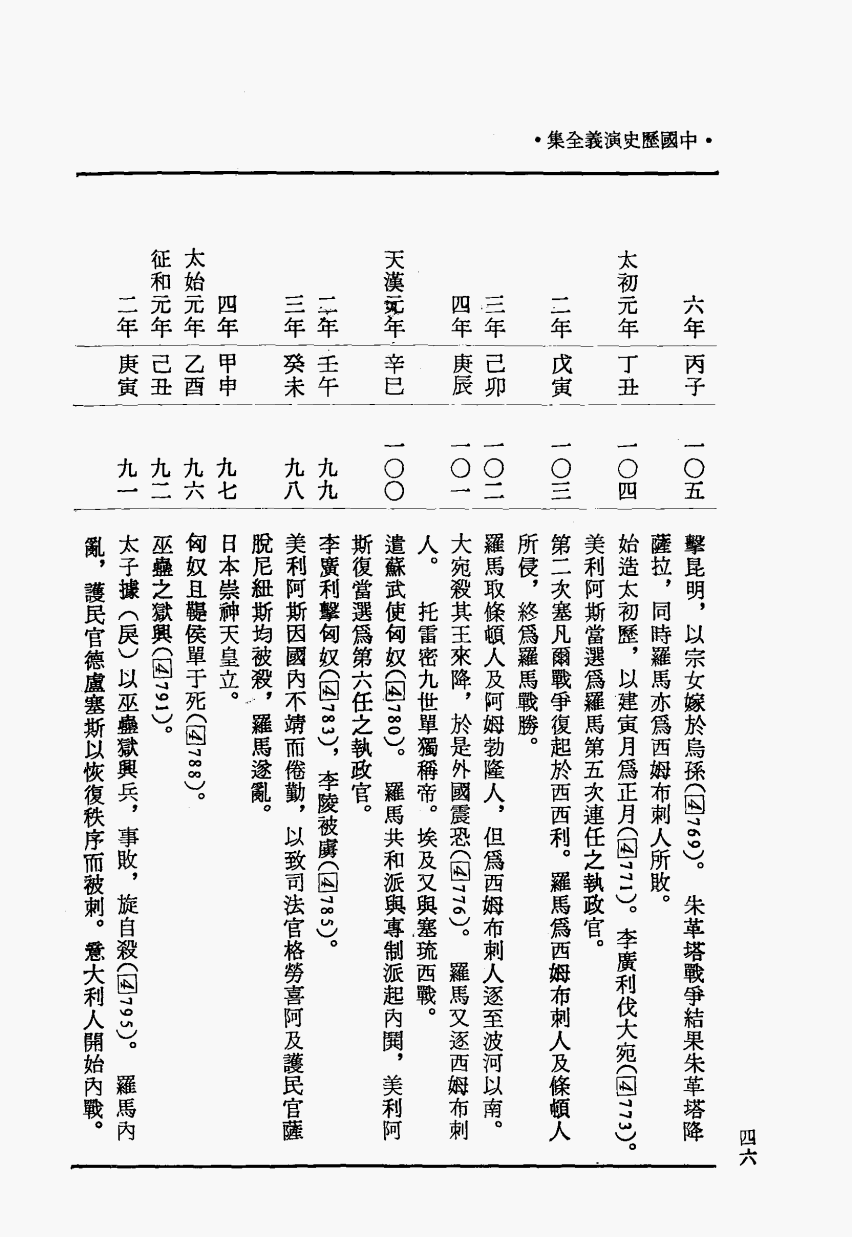 •中國歷史演義全集•
六年 丙子 一〇五 擊昆明，以宗女嫁於烏孫(4769)。 朱革塔戰爭結果朱革塔降
薩拉，同時羅馬亦爲西姆布刺人所敗。
太初元年 丁丑 一〇四 始造太初歷，以建寅月爲正月(4771)。李廣利伐大宛(4773)。
美利阿斯當選爲羅馬第五次連任之執政官。
二年 戊寅 一〇三 第二次塞凡爾戰爭復起於西西利。羅馬爲西姆布刺人及條頓人
所侵，終爲羅馬戰勝。
三年 己卯 一〇二 羅馬取條頓人及阿姆勃隆人，但爲西姆布刺人逐至波河以南。
四年 庚辰 一〇一 大宛殺其王來降，於是外國震恐(4776)。 羅馬又逐西姆布刺
人。 托雷密九世單獨稱帝。埃及又與塞琉西戰。
天漢元年 辛巳 一〇〇 遣蘇武使匈奴(4780)。 羅馬共和派與專制派起內鬨，美利阿
斯復當選爲第六任之執政官。
二年 壬午 九九 李廣利擊匈奴(4783)，李陵被虜(4785)。
三年 癸未 九八 美利阿斯因國內不靖而倦勤，以致司法官格勞喜阿及護民官薩
脫尼紐斯均被殺，羅馬遂亂。
四年 甲申 九七 日本崇神天皇立。
太始元年 乙酉 九六 匈奴且鞮侯單于死(4788)。
征和元年 己丑 九二 巫蠱之獄興(4791)。
二年 庚寅 九一 太子據（戾）以巫蠱獄興兵，事敗，旋自殺(4795)。 羅馬內
亂，護民官德盧塞斯以恢復秩序而被刺。意大利人開始內戰。
四六